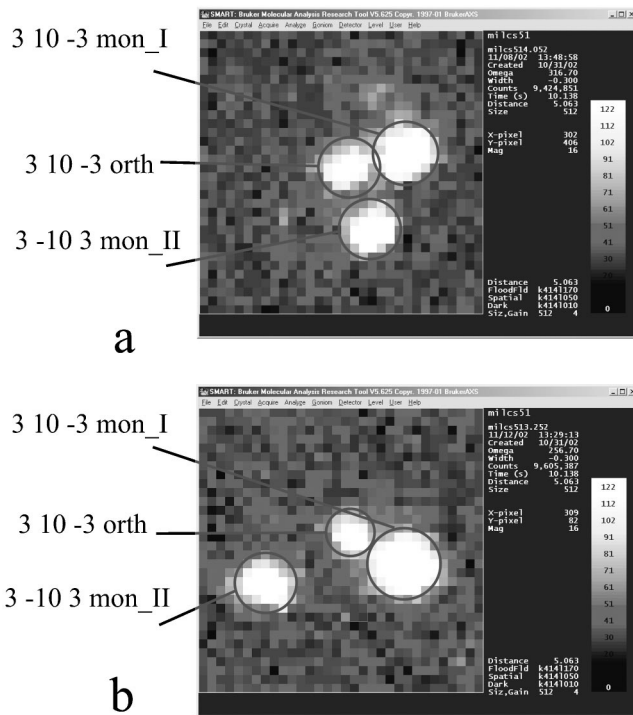 3 10 -3 mon_I
3 10 -3 orth
3 -10 3 mon_II
a
SMART: Bruker Molecular Analysis Research Tool V5.625 Copyr. 1997-01 BrukerAXS
File Edit Crystal Acquire Analyze Goniom Detector Level User Help
milcs51
milcs514.052
11/08/02 13:48:58
Created 10/31/02
Omega 316.70
Width -0.300
Counts 9,424,851
Time (s) 10.138
Distance 5.063
Size 512
X-pixel 302
Y-pixel 406
Mag 16
Distance 5.063
FloodFld k414l170
Spatial k414l050
Dark k414l010
Siz,Gain 512 4
122
112
102
91
81
71
61
51
41
30
20
0
3 10 -3 mon_I
3 10 -3 orth
3 -10 3 mon_II
b
SMART: Bruker Molecular Analysis Research Tool V5.625 Copyr. 1997-01 BrukerAXS
File Edit Crystal Acquire Analyze Goniom Detector Level User Help
milcs51
milcs513.252
11/12/02 13:29:13
Created 10/31/02
Omega 256.70
Width -0.300
Counts 9,605,387
Time (s) 10.138
Distance 5.063
Size 512
X-pixel 309
Y-pixel 82
Mag 16
Distance 5.063
FloodFld k414l170
Spatial k414l050
Dark k414l010
Siz,Gain 512 4
122
112
102
91
81
71
61
51
41
30
20
0